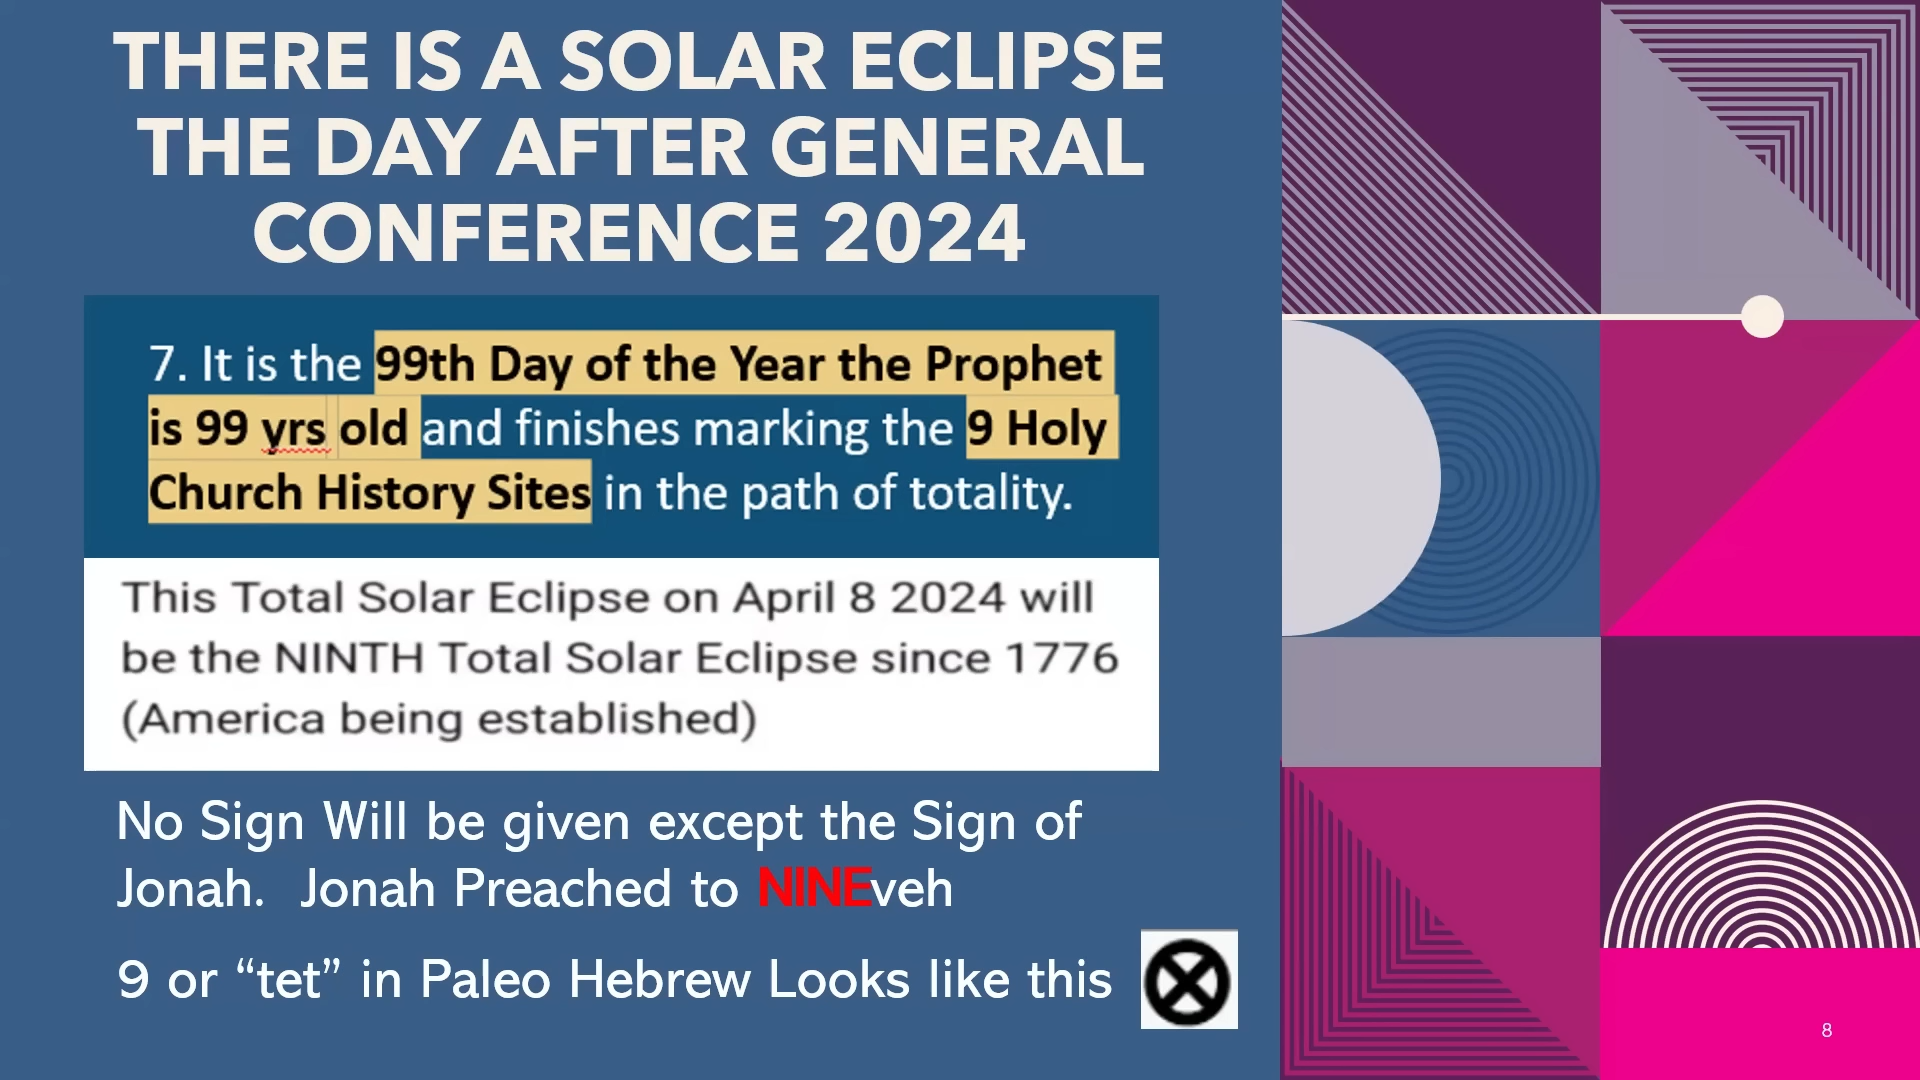 THERE IS A SOLAR ECLIPSE
THE DAY AFTER GENERAL
CONFERENCE 2024
7. It is the 99th Day of the Year the Prophet
is 99 yrs old and finishes marking the 9 Holy
Church History Sites in the path of totality.
This Total Solar Eclipse on April 8 2024 will
be the NINTH Total Solar Eclipse since 1776
(America being established)
No Sign Will be given except the Sign of
Jonah. Jonah Preached to NINEveh
9 or “tet” in Paleo Hebrew Looks like this
8